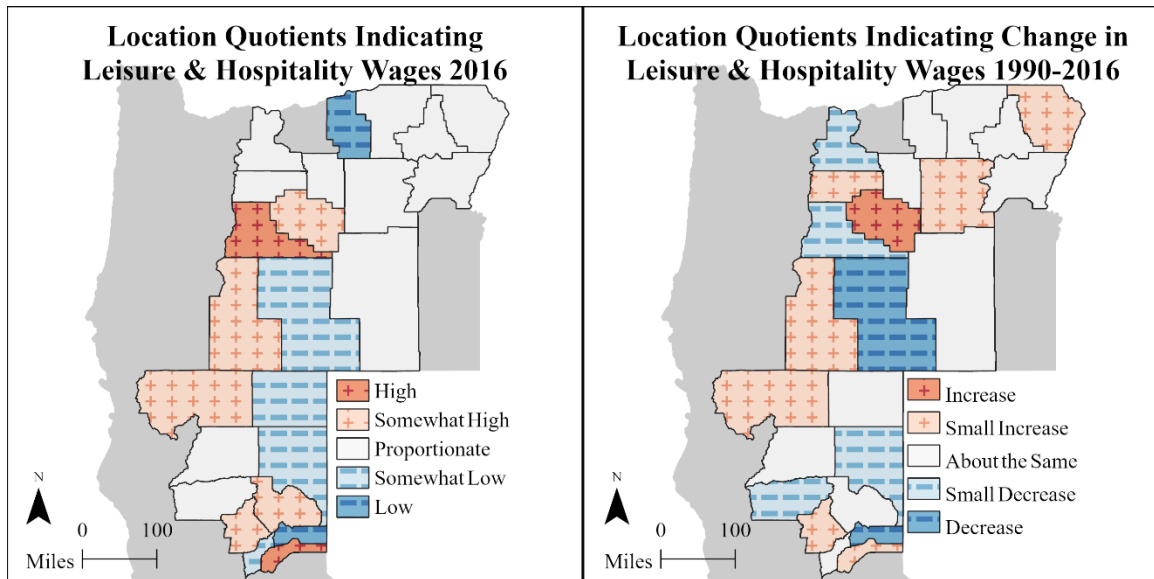 Location Quotients Indicating
Leisure & Hospitality Wages 2016
High
Somewhat High
Proportionate
Somewhat Low
Low
N
0 100
Miles
Location Quotients Indicating Change in
Leisure & Hospitality Wages 1990-2016
Increase
Small Increase
About the Same
Small Decrease
Decrease
N
0 100
Miles